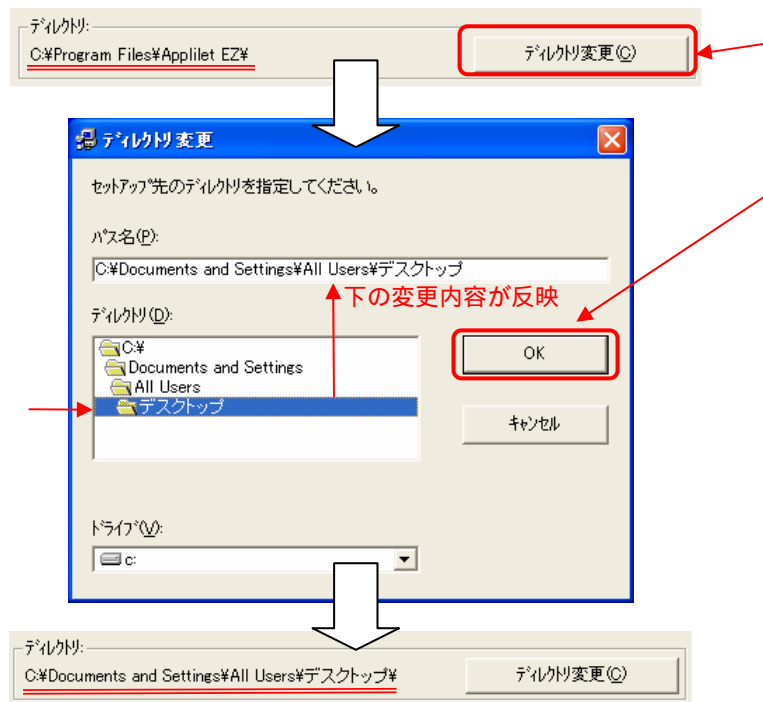 ﾃﾞｨﾚｸﾄﾘ:
C:¥Program Files¥Applilet EZ¥
ﾃﾞｨﾚｸﾄﾘ変更(C)
ﾃﾞｨﾚｸﾄﾘ変更
ｾｯﾄｱｯﾌﾟ先のﾃﾞｨﾚｸﾄﾘを指定してください。
ﾊﾟｽ名(P):
C:¥Documents and Settings¥All Users¥デスクトップ
下の変更内容が反映
ﾃﾞｨﾚｸﾄﾘ(D):
C:¥
Documents and Settings
All Users
デスクトップ
OK
ｷｬﾝｾﾙ
ﾄﾞﾗｲﾌﾞ(V):
c:
ﾃﾞｨﾚｸﾄﾘ:
C:¥Documents and Settings¥All Users¥デスクトップ¥
ﾃﾞｨﾚｸﾄﾘ変更(C)